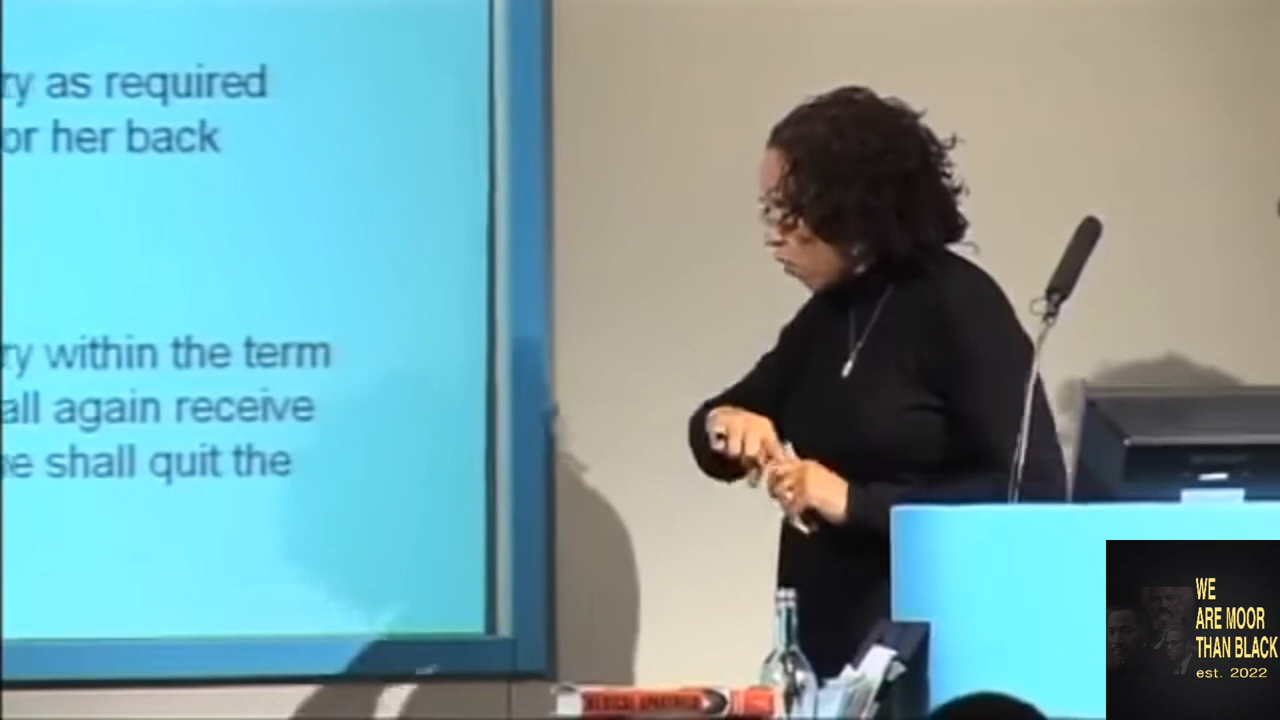 ry as required
or her back
ry within the term
all again receive
e shall quit the
WE
ARE MOOR
THAN BLACK
est. 2022